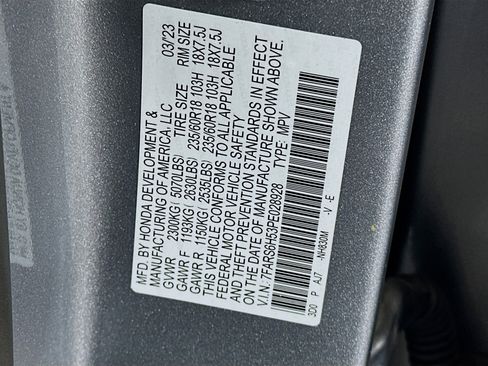 MFD. BY HONDA DEVELOPMENT & 03/23
MANUFACTURING OF AMERICA, LLC
GVWR 2300KG( 5070LBS) TIRE SIZE RIM SIZE
GAWR F 1193KG( 2630LBS) 235/60R18 103H 18X7.5J
GAWR R 1150KG( 2535LBS) 235/60R18 103H 18X7.5J
THIS VEHICLE CONFORMS TO ALL APPLICABLE
FEDERAL MOTOR VEHICLE SAFETY
AND THEFT PREVENTION STANDARDS IN EFFECT
ON THE DATE OF MANUFACTURE SHOWN ABOVE.
V.I.N: 7FARS6H53PE028928 TYPE: MPV
3D0 P AJ7 -NH830M -V -E